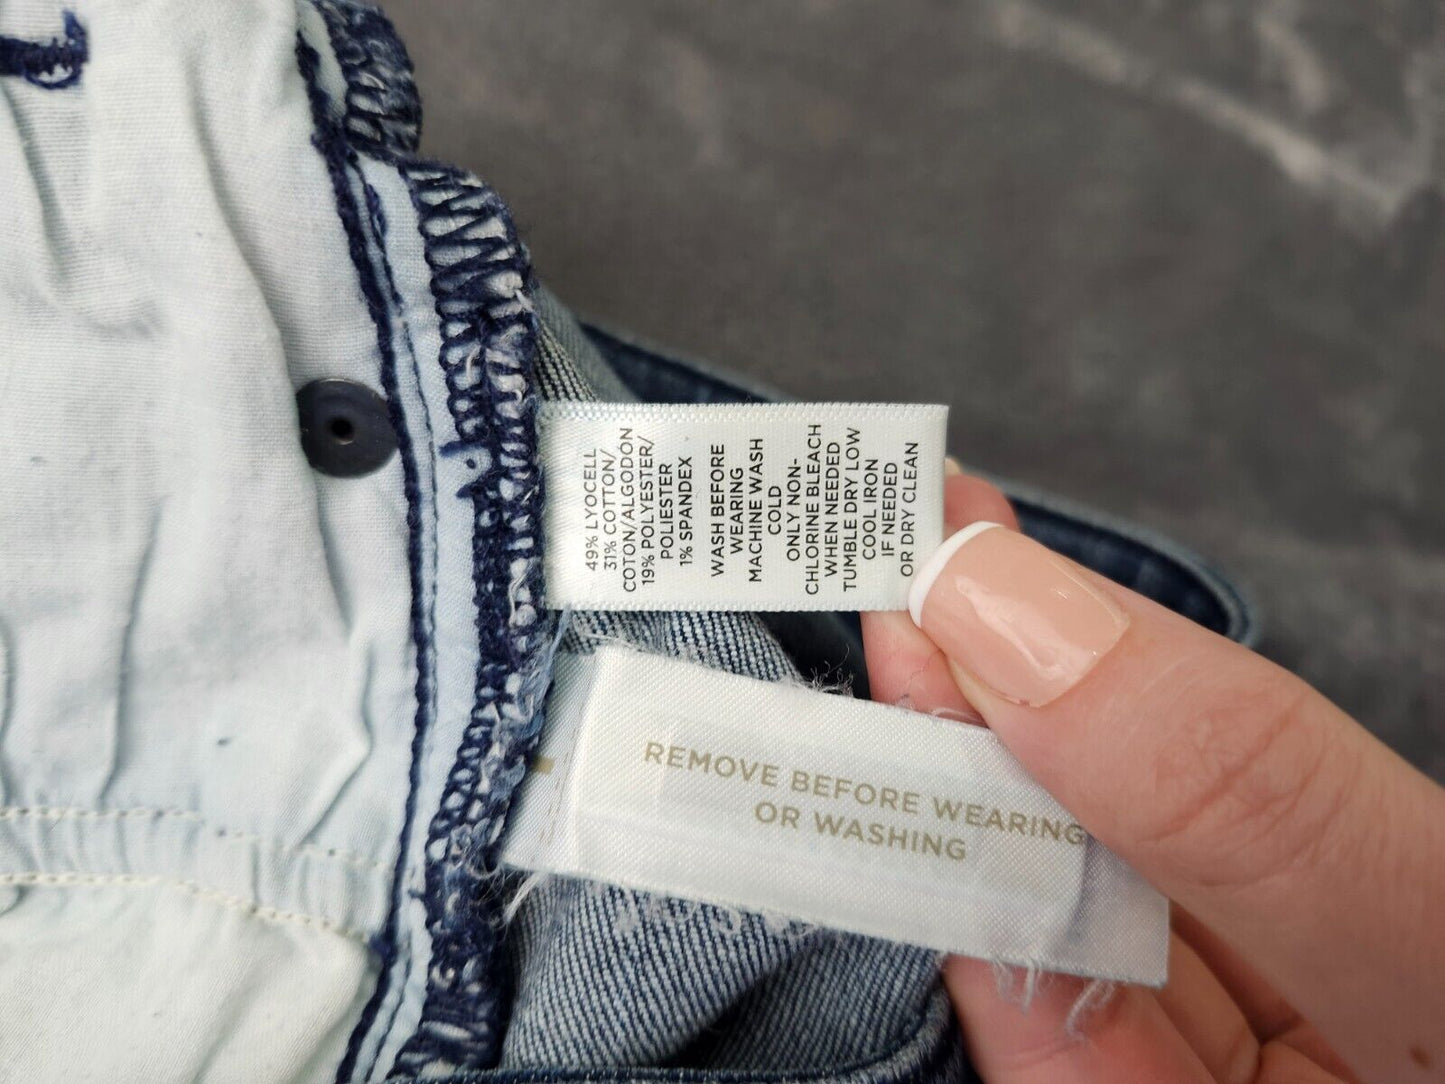 49% LYOCELL
31% COTTON/
COTON/ALGODON
19% POLYESTER/
POLIESTER
1% SPANDEX
WASH BEFORE
WEARING
MACHINE WASH
COLD
ONLY NON-
CHLORINE BLEACH
WHEN NEEDED
TUMBLE DRY LOW
COOL IRON
IF NEEDED
OR DRY CLEAN
REMOVE BEFORE WEARING
OR WASHING